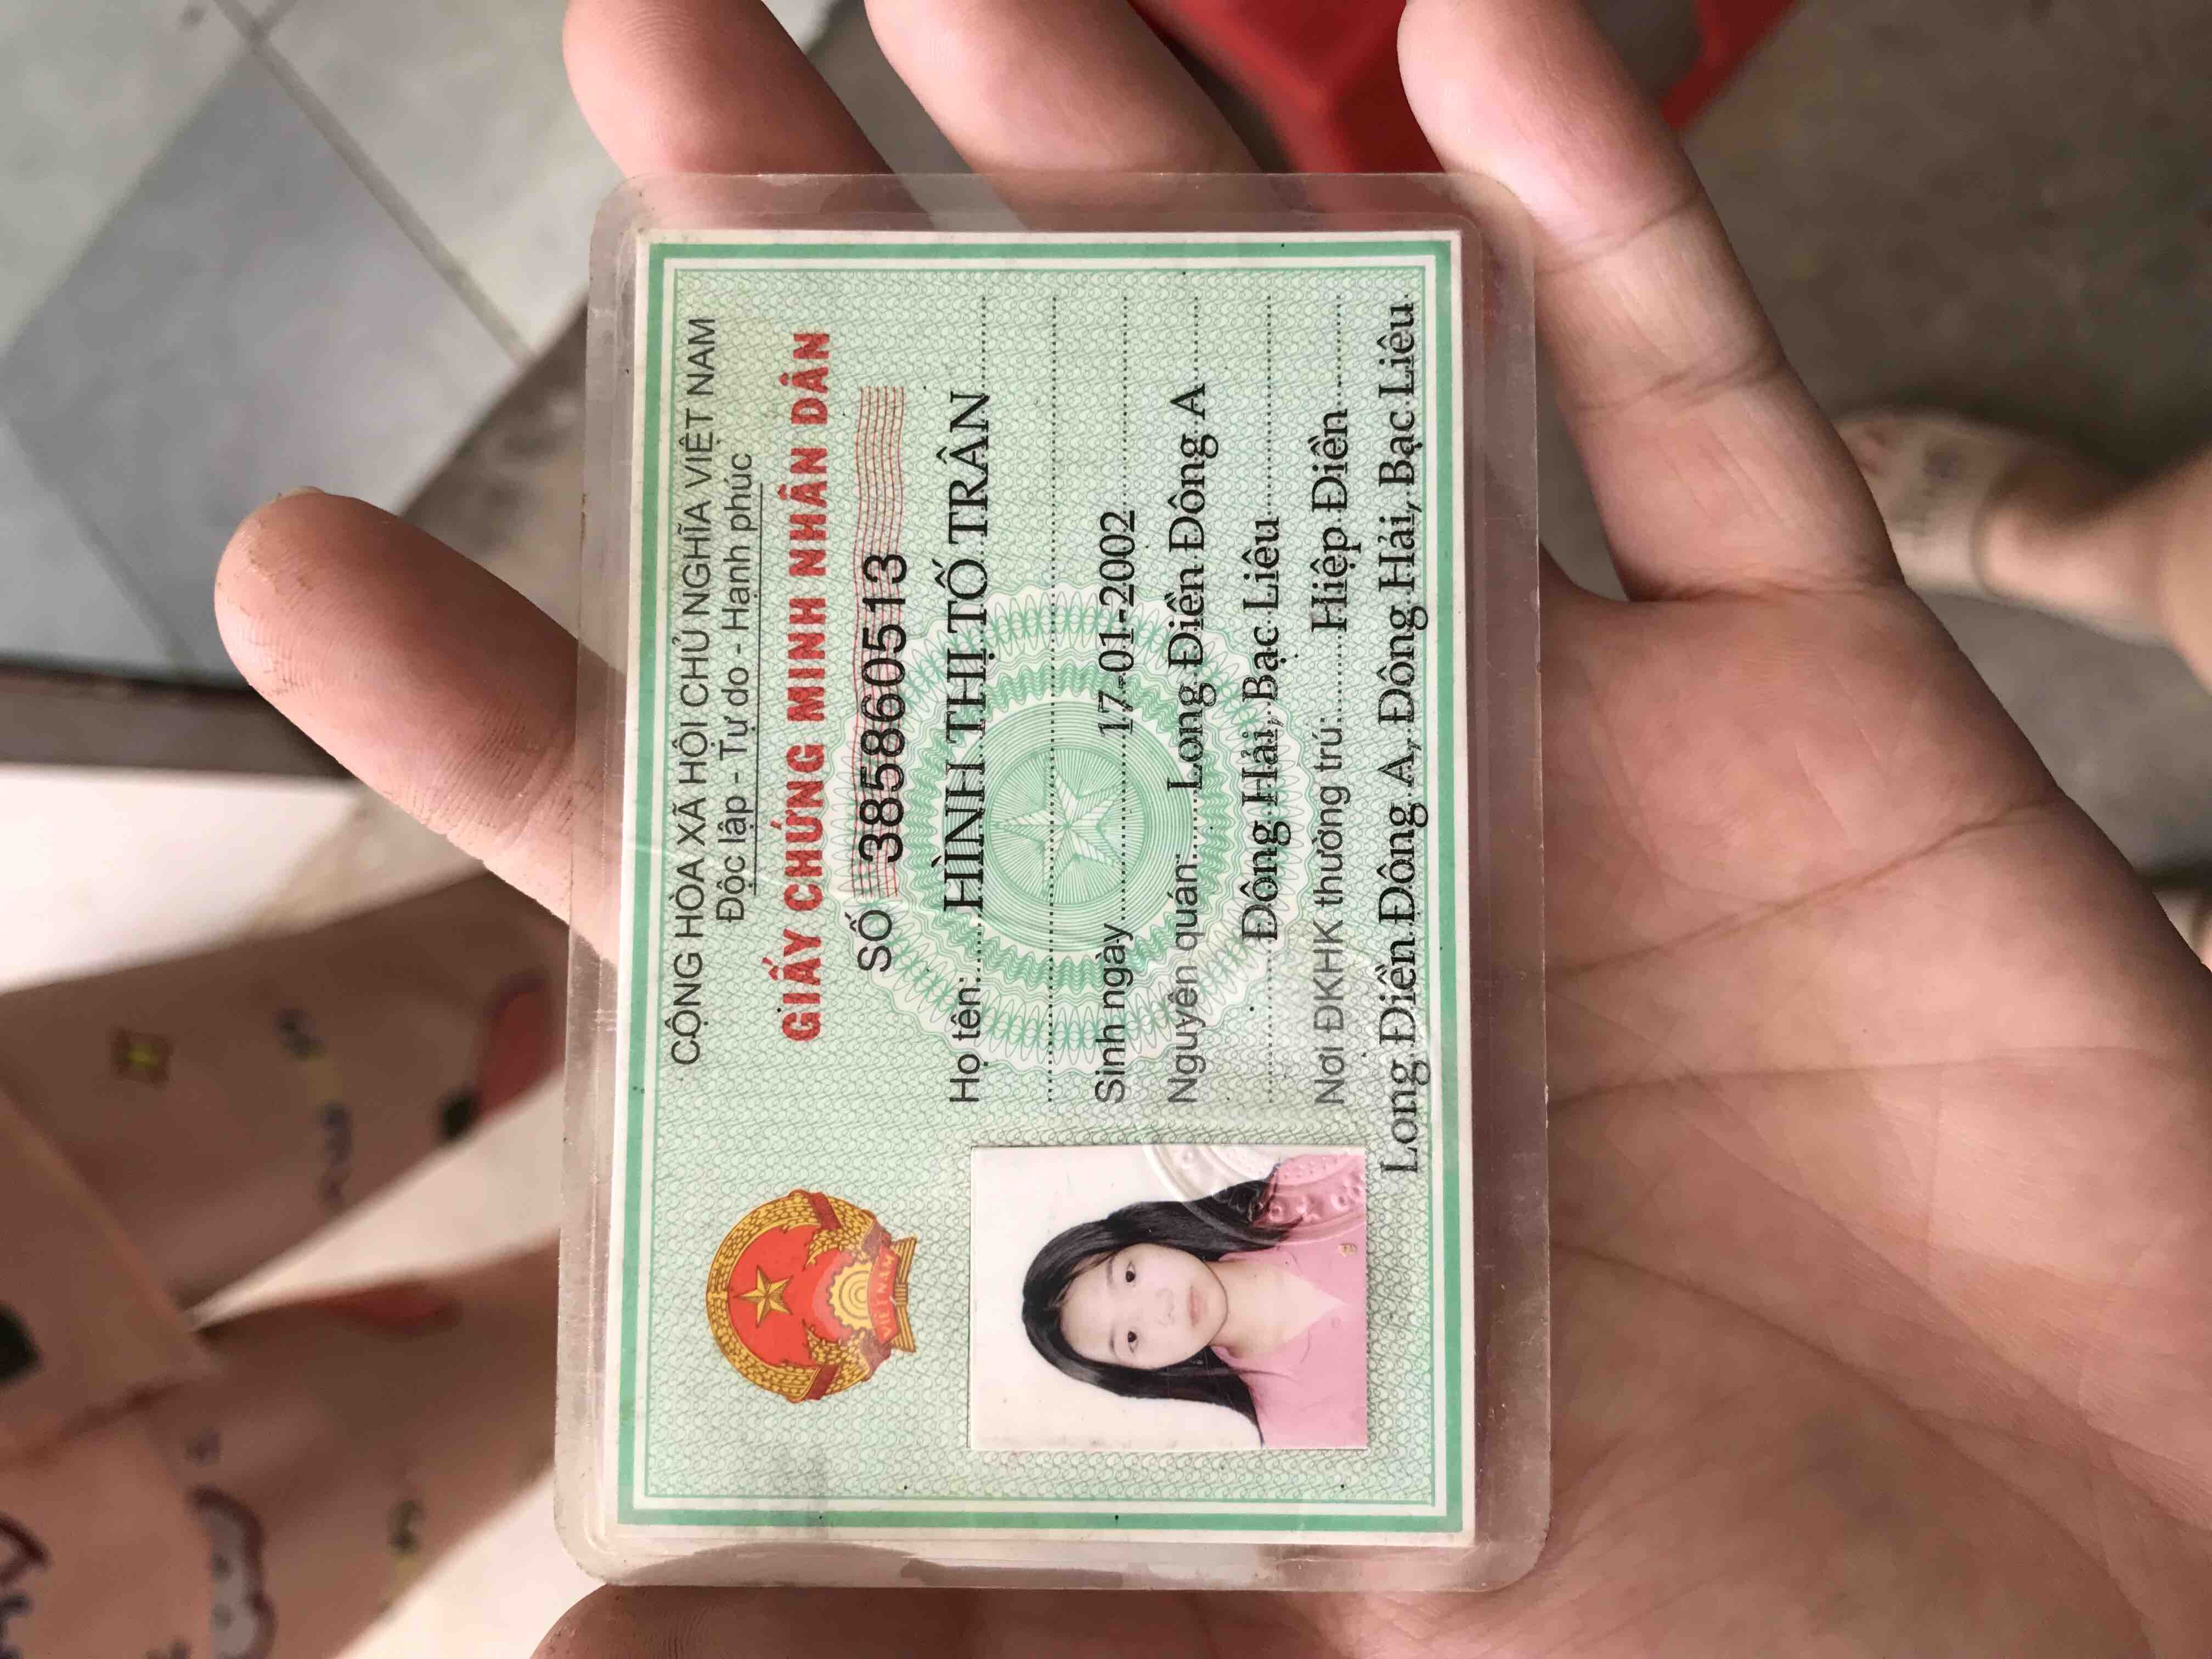 CỘNG HÒA XÃ HỘI CHỦ NGHĨA VIỆT NAM
Độc lập - Tự do - Hạnh phúc
GIẤY CHỨNG MINH NHÂN DÂN
SỐ 385860513
Họ tên: HÌNH THỊ TỐ TRÂN
Sinh ngày 17-01-2002
Nguyên quán: Long Điền Đông A
Đông Hải, Bạc Liêu
Nơi ĐKHK thường trú: Hiệp Điền
Long Điền Đông A, Đông Hải, Bạc Liêu
VIỆT NAM